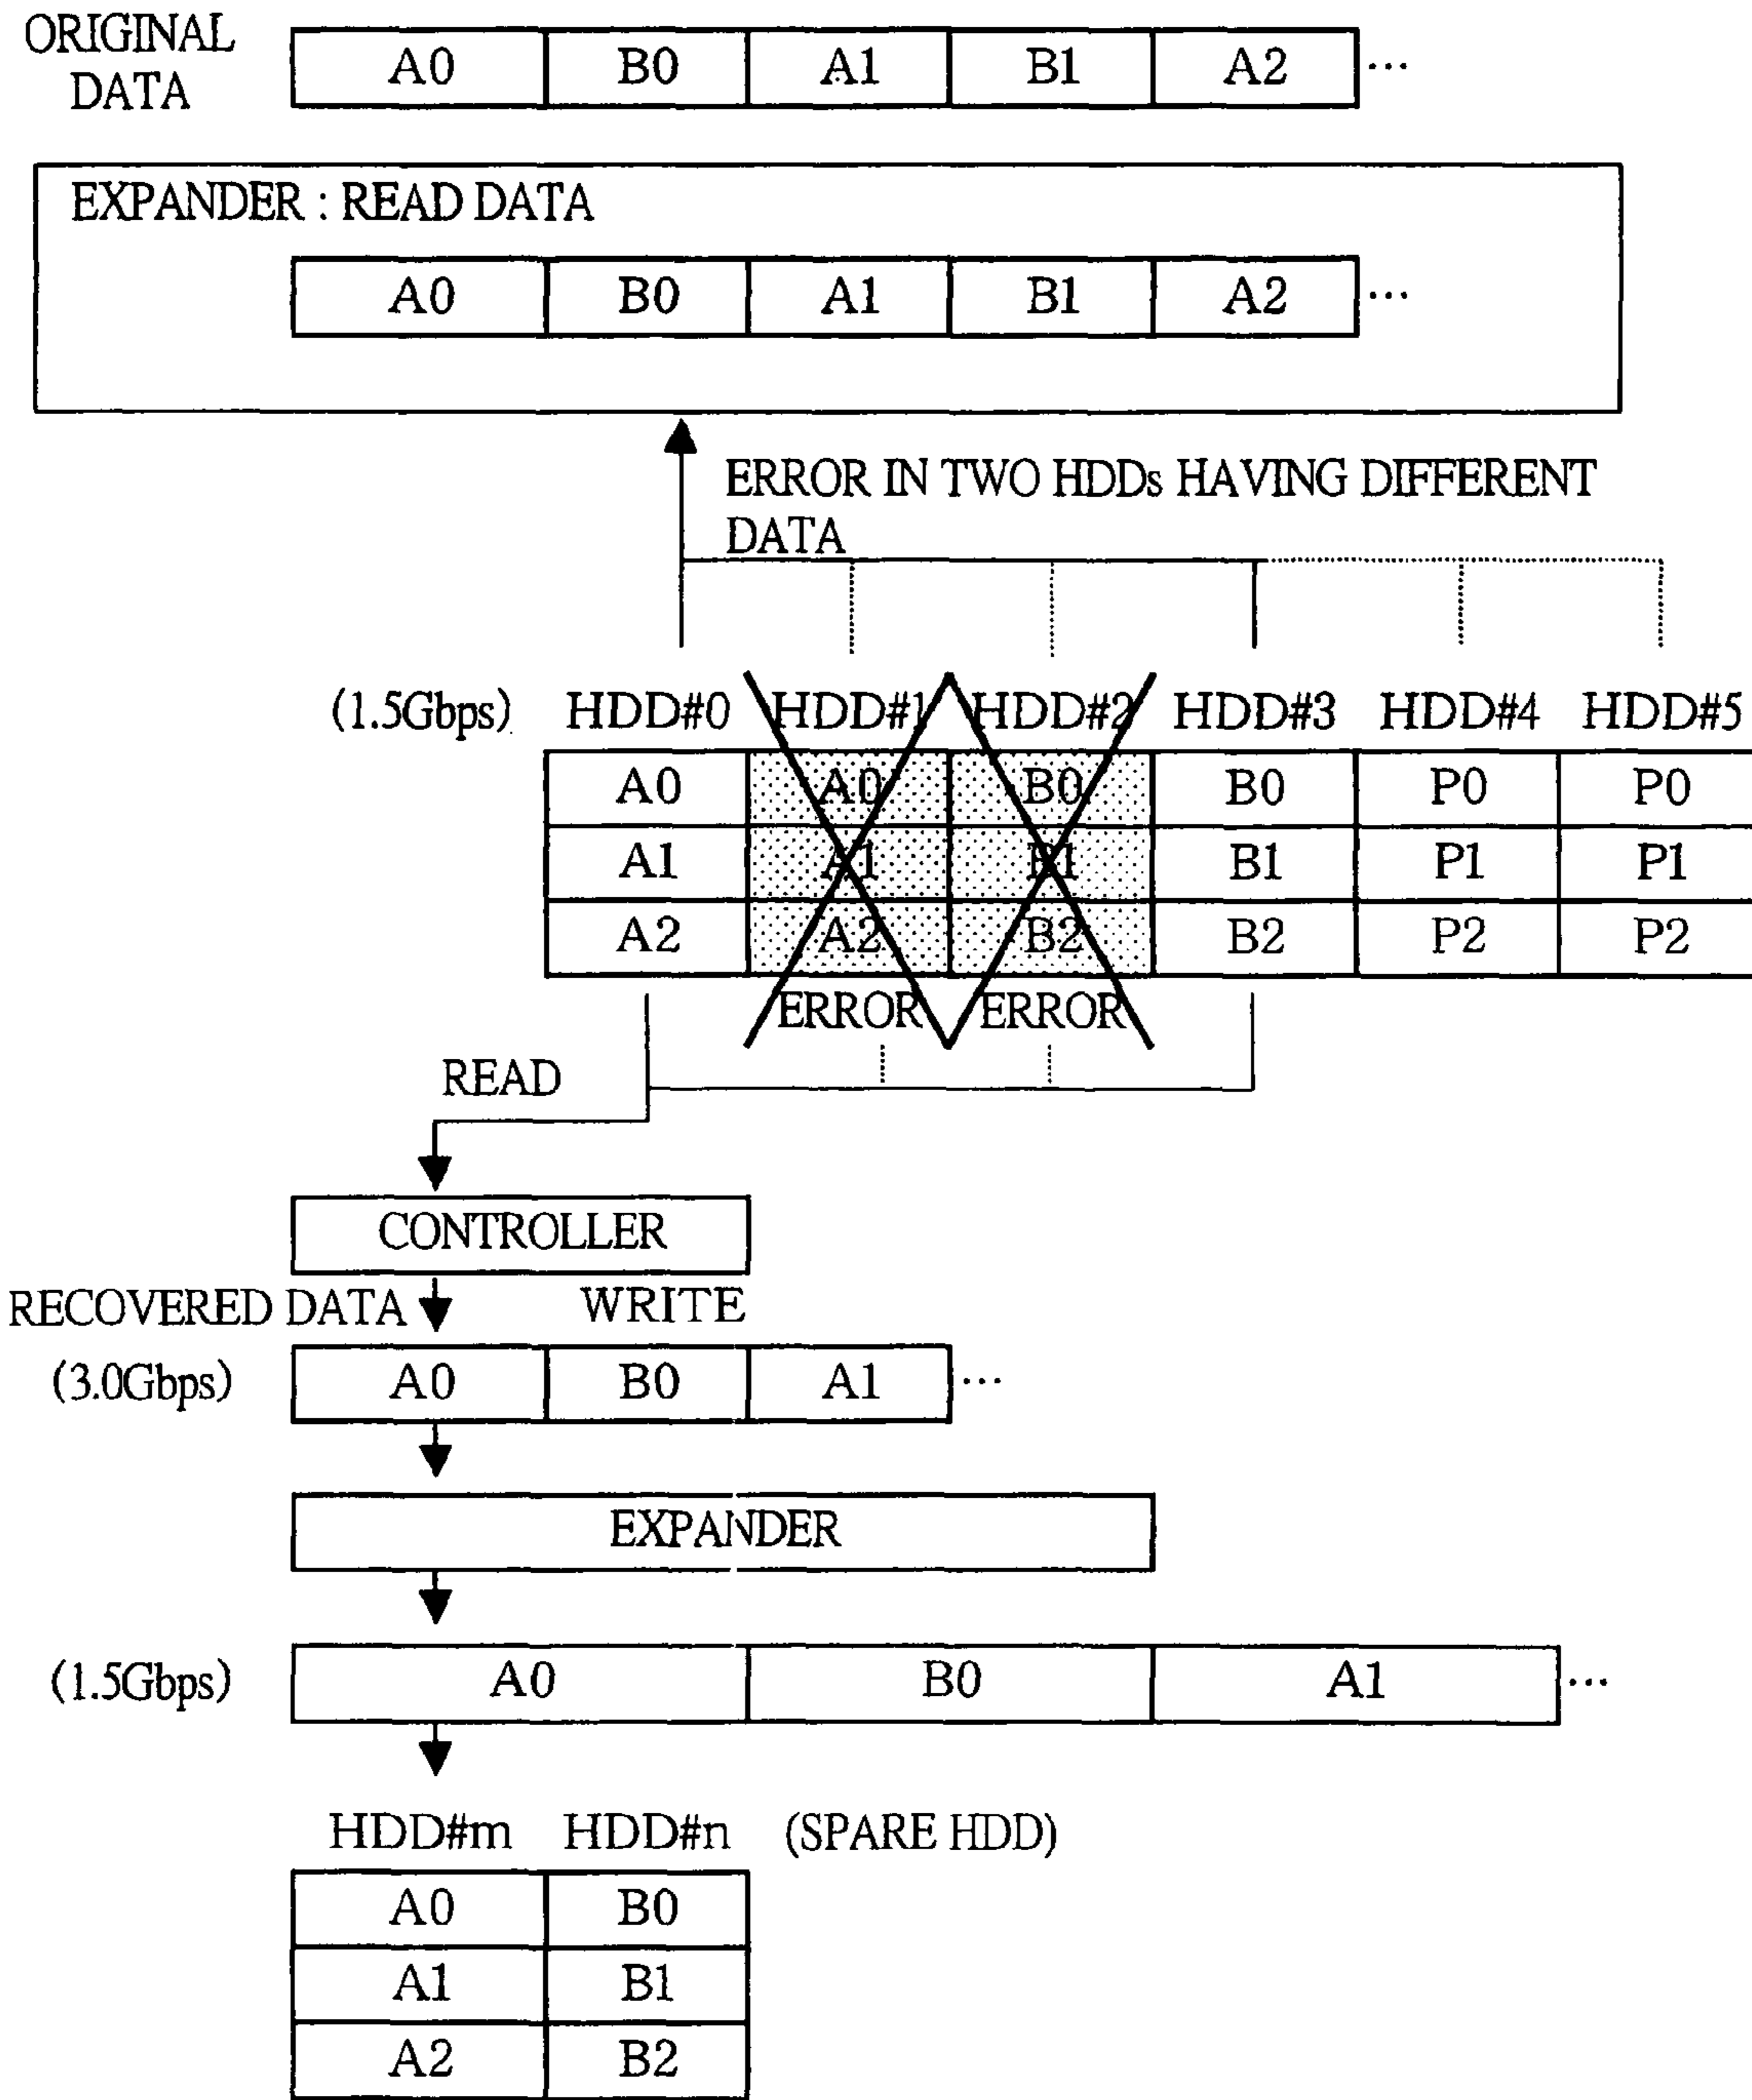 ORIGINAL
DATA
A0 B0 A1 B1 A2 ...
EXPANDER : READ DATA
A0 B0 A1 B1 A2 ...
ERROR IN TWO HDDs HAVING DIFFERENT
DATA
(1.5Gbps) HDD#0 HDD#1 HDD#2 HDD#3 HDD#4 HDD#5
A0 A0 B0 B0 P0 P0
A1 A1 B1 B1 P1 P1
A2 A2 B2 B2 P2 P2
ERROR ERROR
READ
CONTROLLER
RECOVERED DATA WRITE
(3.0Gbps) A0 B0 A1 ...
EXPANDER
(1.5Gbps) A0 B0 A1 ...
HDD#m HDD#n (SPARE HDD)
A0 B0
A1 B1
A2 B2